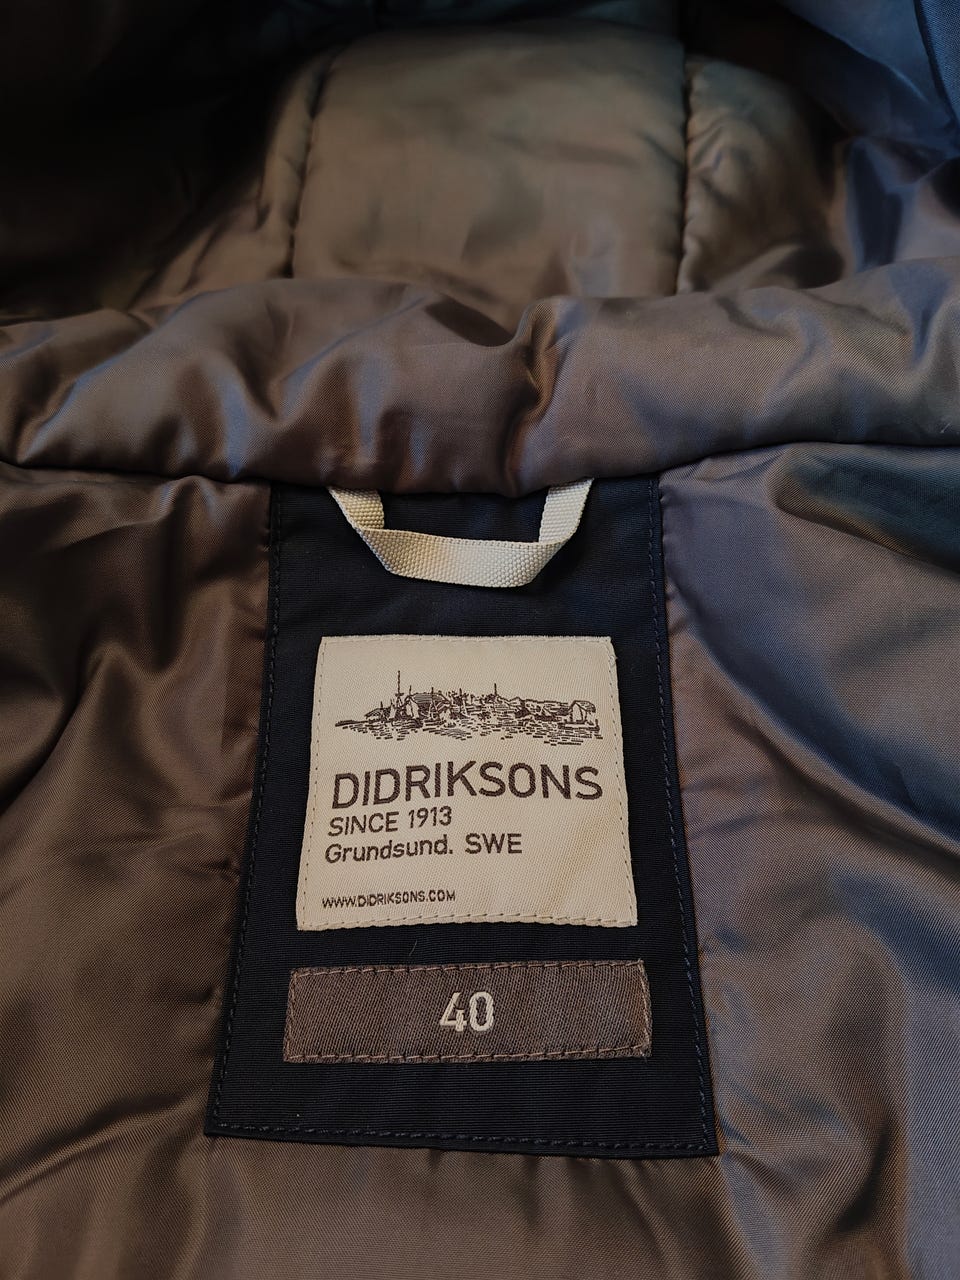 DIDRIKSONS
SINCE 1913
Grundsund. SWE
WWW.DIDRIKSONS.COM
40